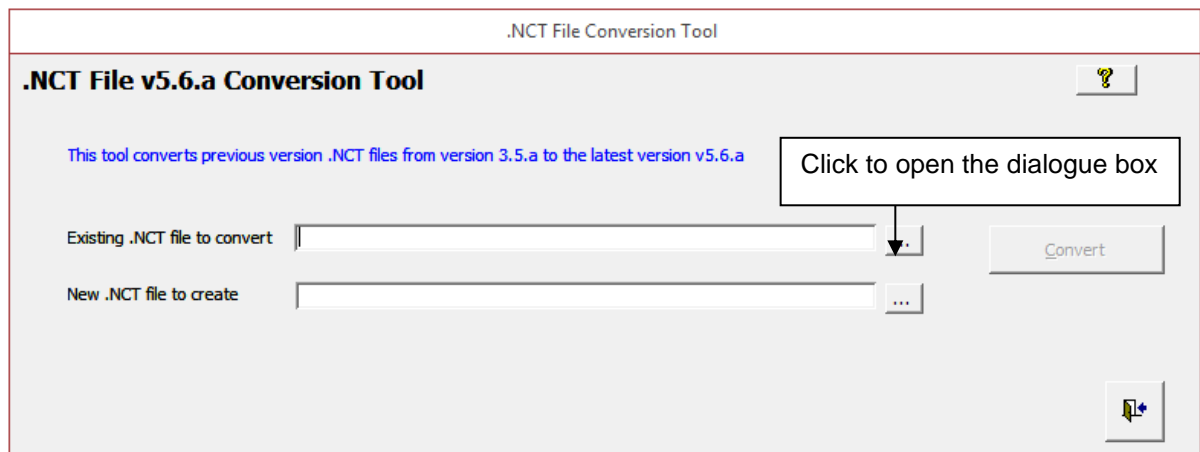 .NCT File Conversion Tool
.NCT File v5.6.a Conversion Tool
?
This tool converts previous version .NCT files from version 3.5.a to the latest version v5.6.a
Click to open the dialogue box
Existing .NCT file to convert
...
Convert
New .NCT file to create
...